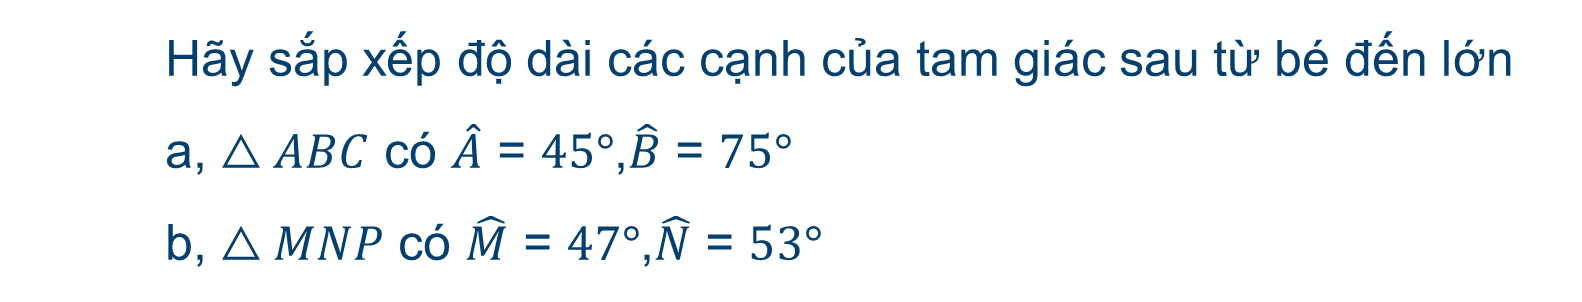 Hãy sắp xếp độ dài các cạnh của tam giác sau từ bé đến lớn
a, △ ABC có Â = 45°,B̂ = 75°
b, △ MNP có M̂ = 47°,N̂ = 53°